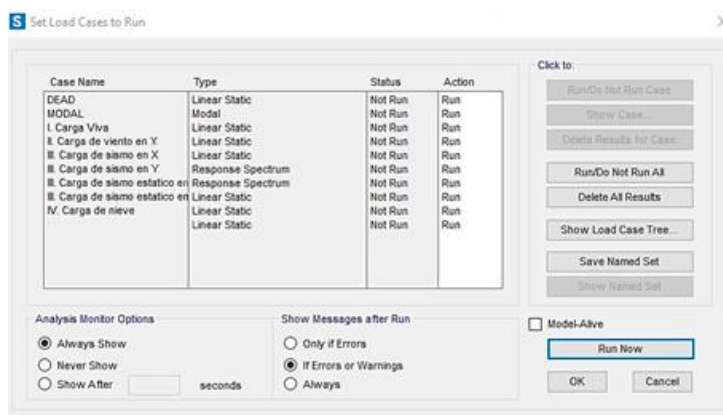 S Set Load Cases to Run
Click to:
Case Name Type Status Action
DEAD Linear Static Not Run Run
MODAL Modal Not Run Run
I. Carga Viva Linear Static Not Run Run
II. Carga de viento en Y Linear Static Not Run Run
III. Carga de sismo en X Linear Static Not Run Run
III. Carga de sismo en Y Response Spectrum Not Run Run
III. Carga de sismo estatico en Response Spectrum Not Run Run
III. Carga de sismo estatico en Linear Static Not Run Run
IV. Carga de nieve Linear Static Not Run Run
Linear Static Not Run Run
Run/Do Not Run Case
Show Case...
Delete Results for Case
Run/Do Not Run All
Delete All Results
Show Load Case Tree...
Save Named Set
Show Named Set
Analysis Monitor Options
Always Show
Never Show
Show After seconds
Show Messages after Run
Only if Errors
If Errors or Warnings
Always
Model-Alive
Run Now
OK Cancel